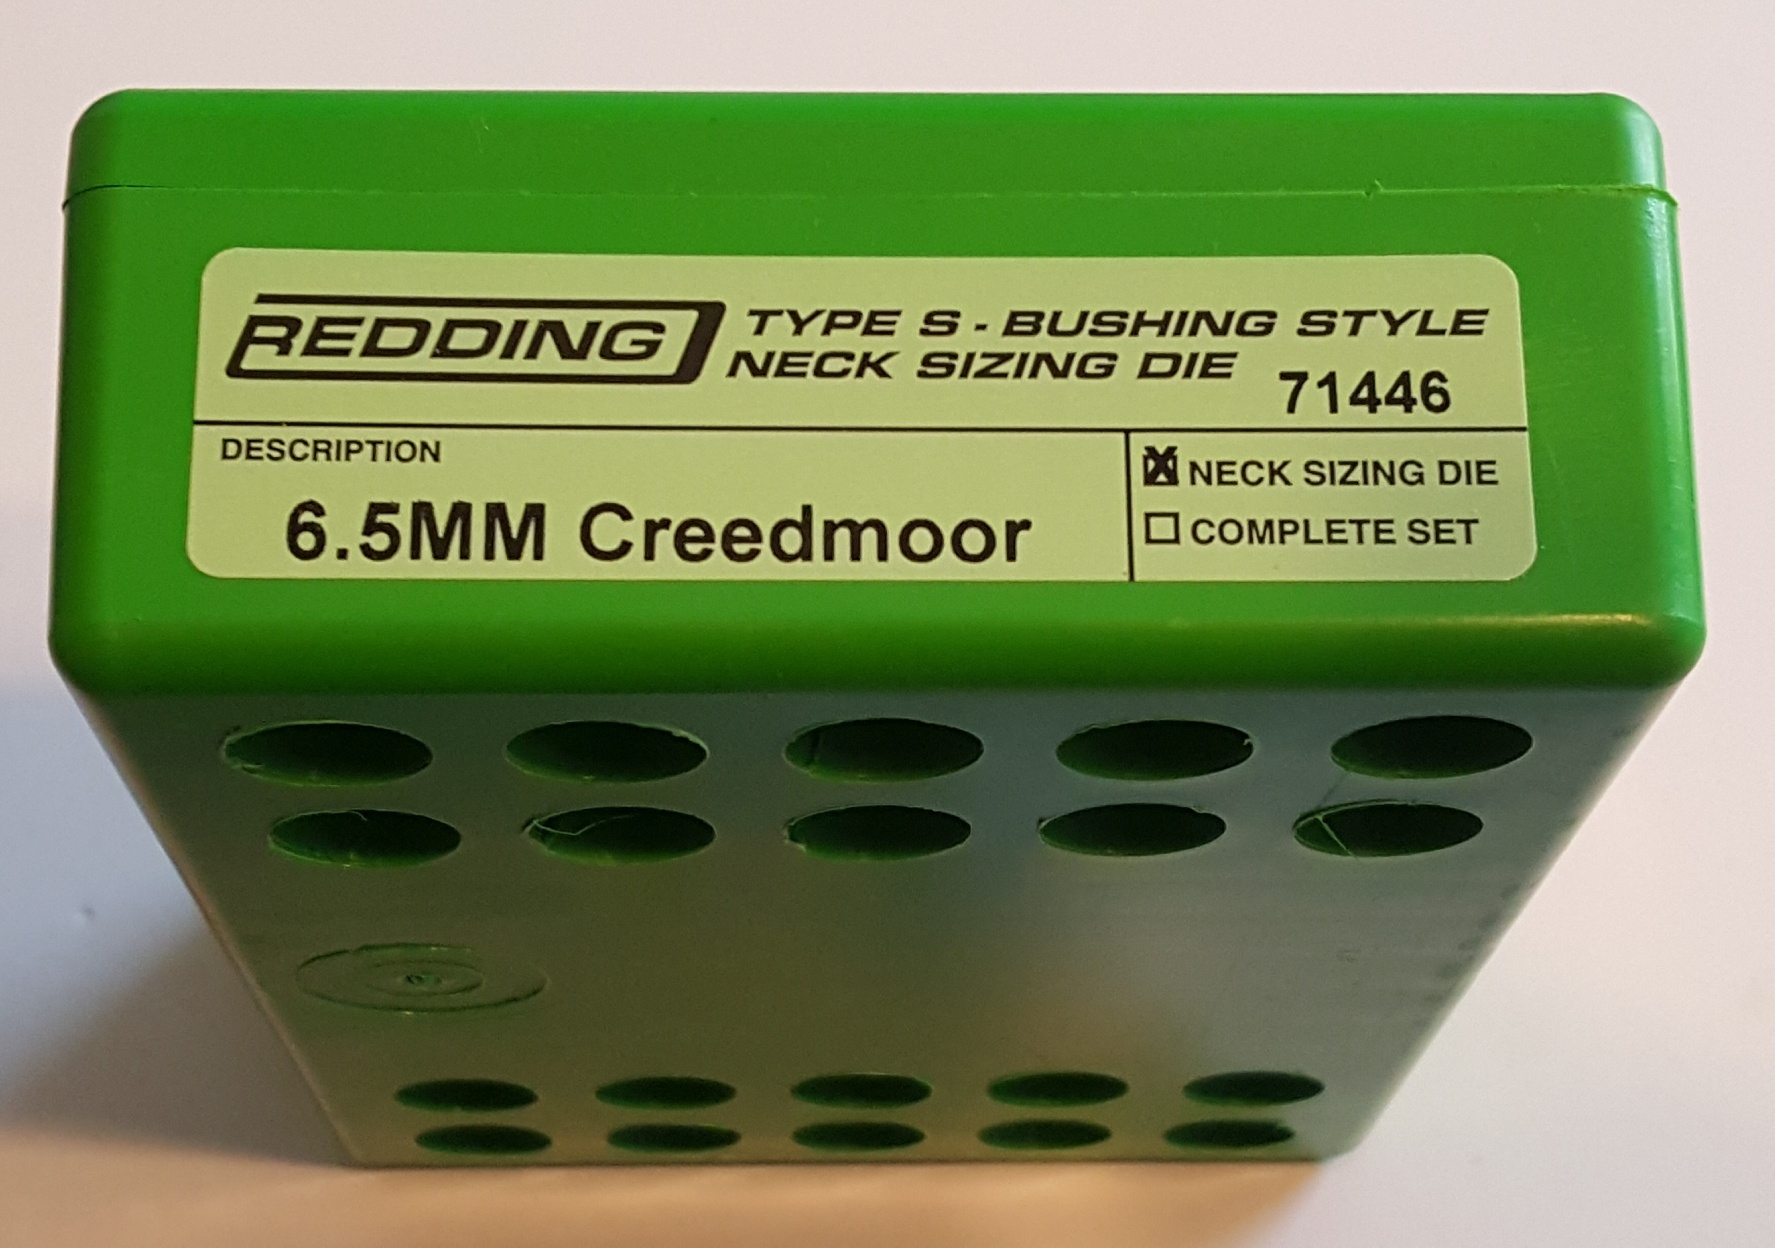 REDDING TYPE S - BUSHING STYLE
NECK SIZING DIE 71446
DESCRIPTION
6.5MM Creedmoor
NECK SIZING DIE
COMPLETE SET